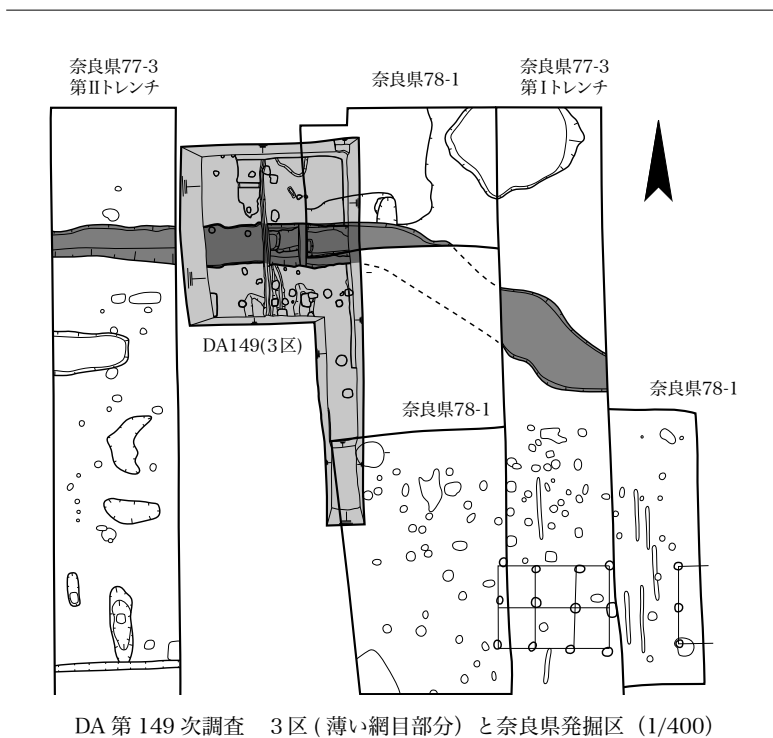 奈良県77-3
第IIトレンチ
奈良県78-1
奈良県77-3
第Iトレンチ
DA149(3区)
奈良県78-1
奈良県78-1
DA 第 149 次調査　3区 ( 薄い網目部分）と奈良県発掘区（1/400）